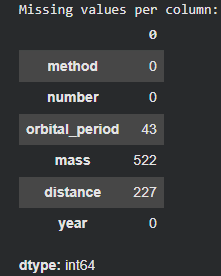 Missing values per column:
0
method 0
number 0
orbital_period 43
mass 522
distance 227
year 0
dtype: int64